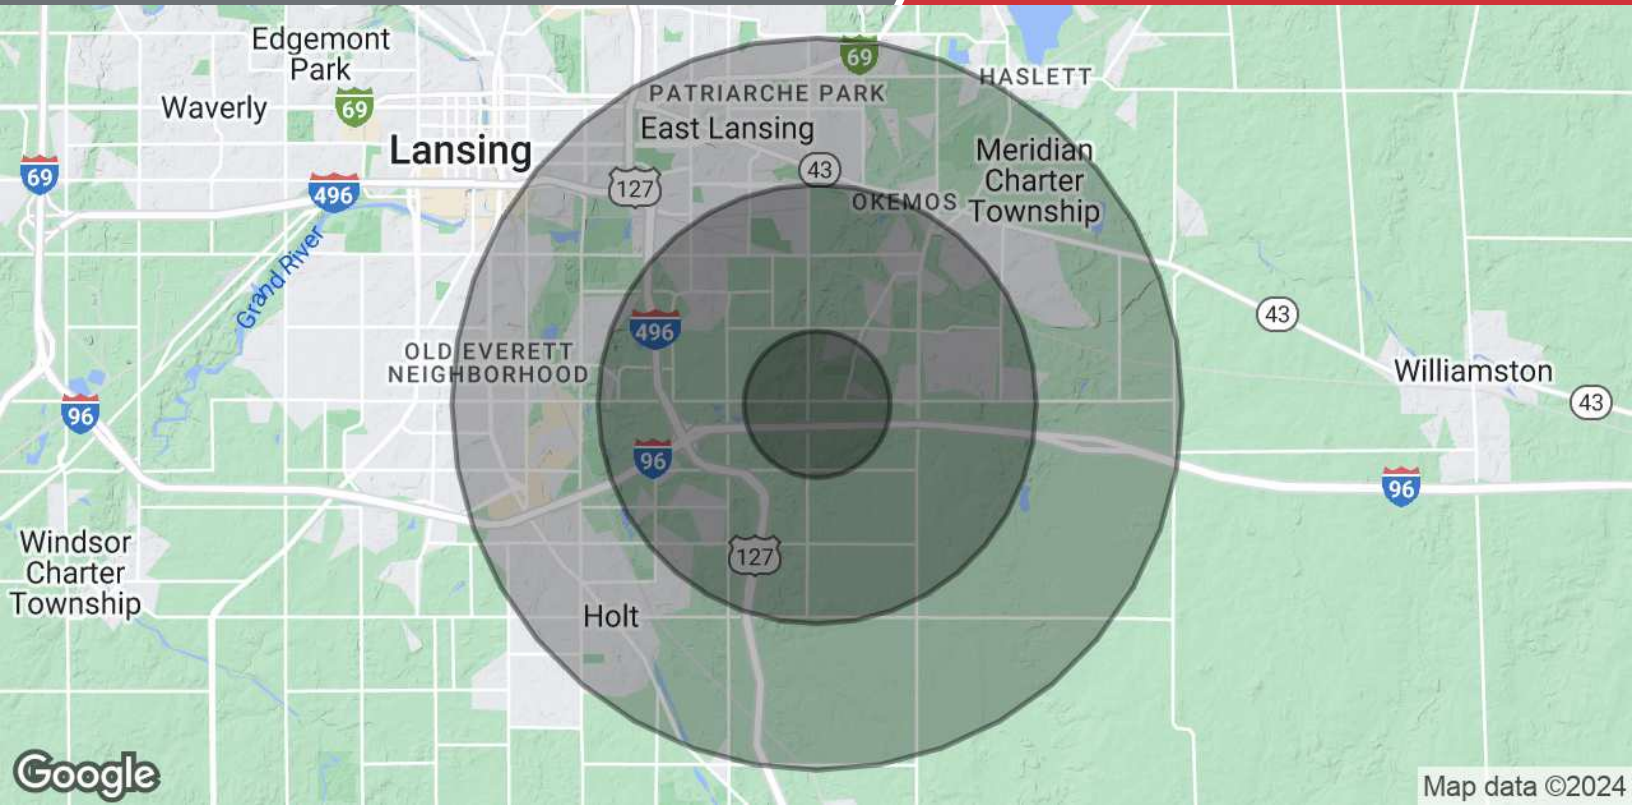 Edgemont
Park
69
HASLETT
69
PATRIARCHE PARK
Waverly
East Lansing
Lansing
Meridian
Charter
Township
43
69
496
127
OKEMOS
Grand River
43
496
OLD EVERETT
NEIGHBORHOOD
Williamston
43
96
96
96
Windsor
Charter
Township
127
Holt
Google
Map data ©2024